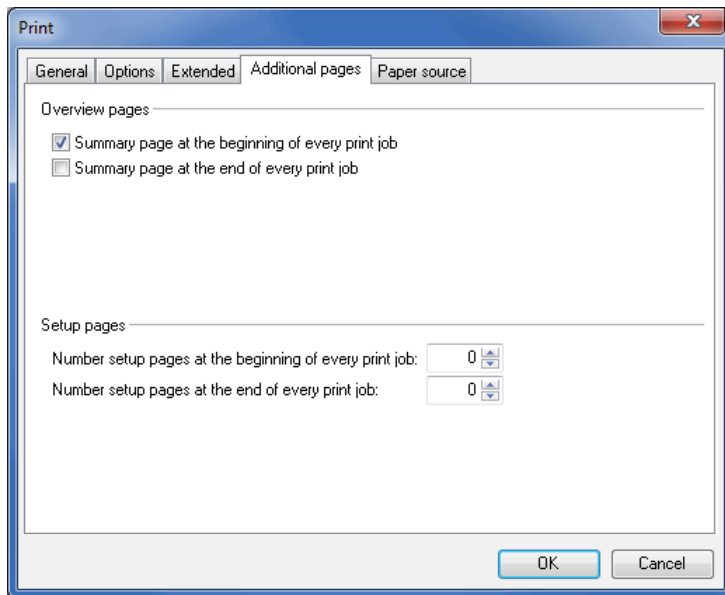 Print
General Options Extended Additional pages Paper source
Overview pages
Summary page at the beginning of every print job
Summary page at the end of every print job
Setup pages
Number setup pages at the beginning of every print job: 0
Number setup pages at the end of every print job: 0
OK Cancel